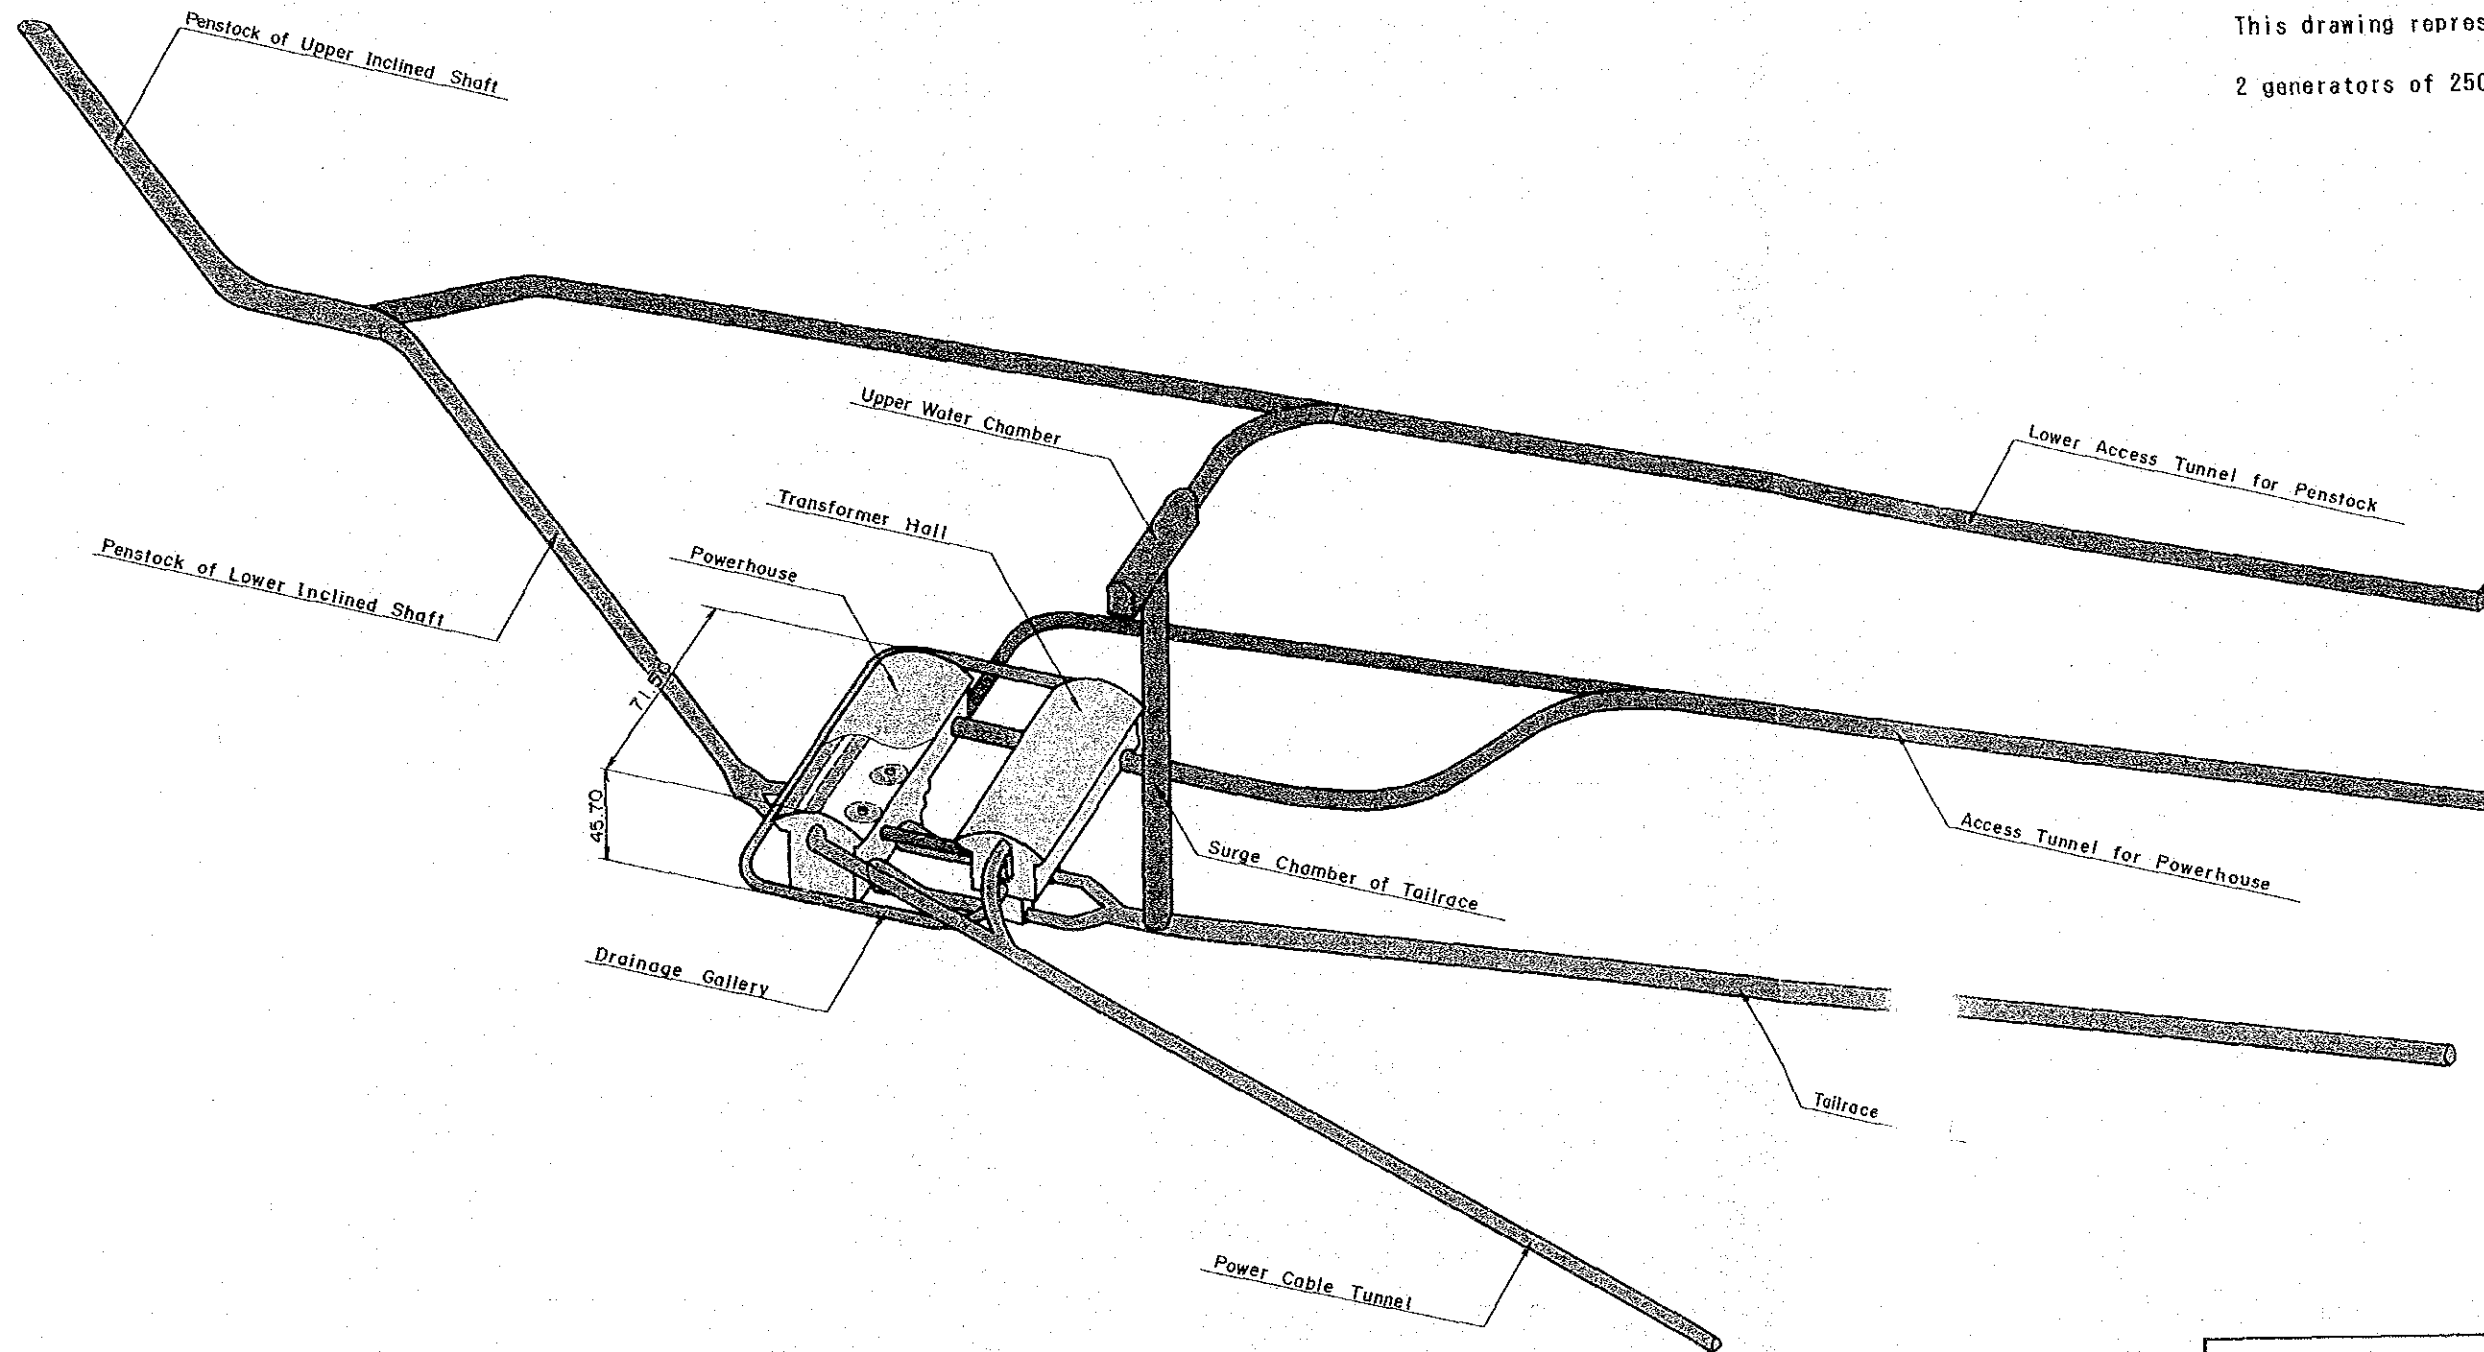 This drawing repres
2 generators of 250
Penstock of Upper Inclined Shaft
Upper Water Chamber
Lower Access Tunnel for Penstock
Transformer Hall
Powerhouse
Penstock of Lower Inclined Shaft
45.70
Surge Chamber of Tailrace
Access Tunnel for Powerhouse
Drainage Gallery
Tailrace
Power Cable Tunnel